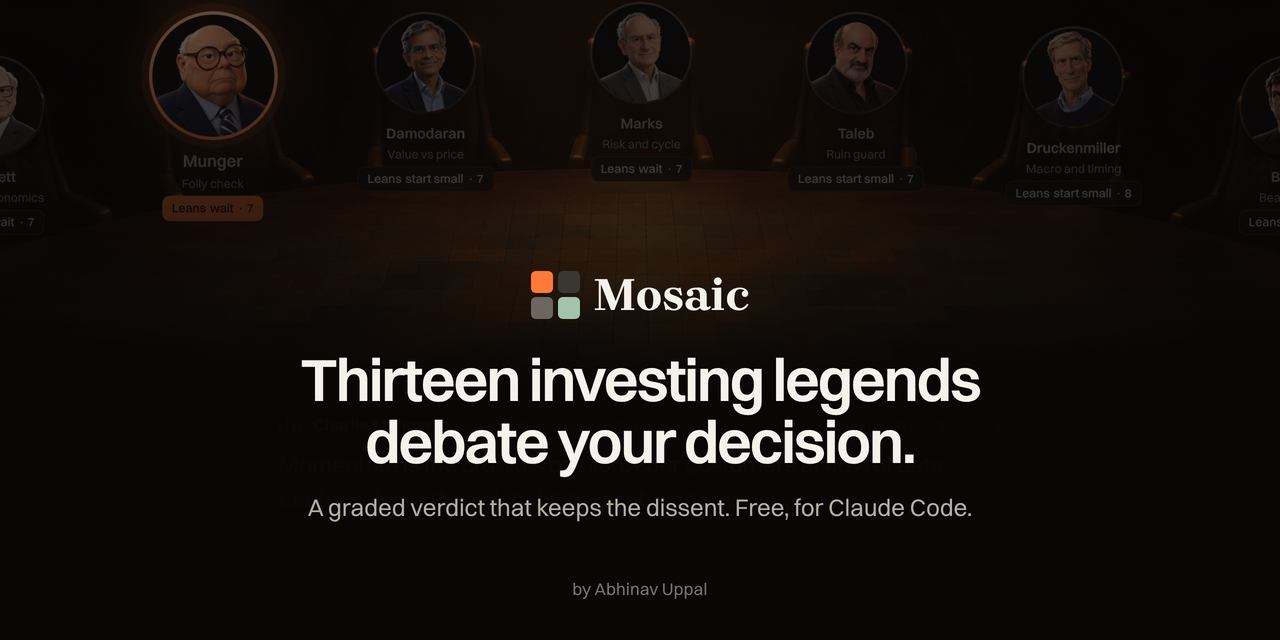 Munger
Folly check
Leans wait · 7
Damodaran
Value vs price
Leans start small · 7
Marks
Risk and cycle
Leans wait · 7
Taleb
Ruin guard
Leans start small · 7
Druckenmiller
Macro and timing
Leans start small · 8
Mosaic
Thirteen investing legends
debate your decision.
A graded verdict that keeps the dissent. Free, for Claude Code.
by Abhinav Uppal